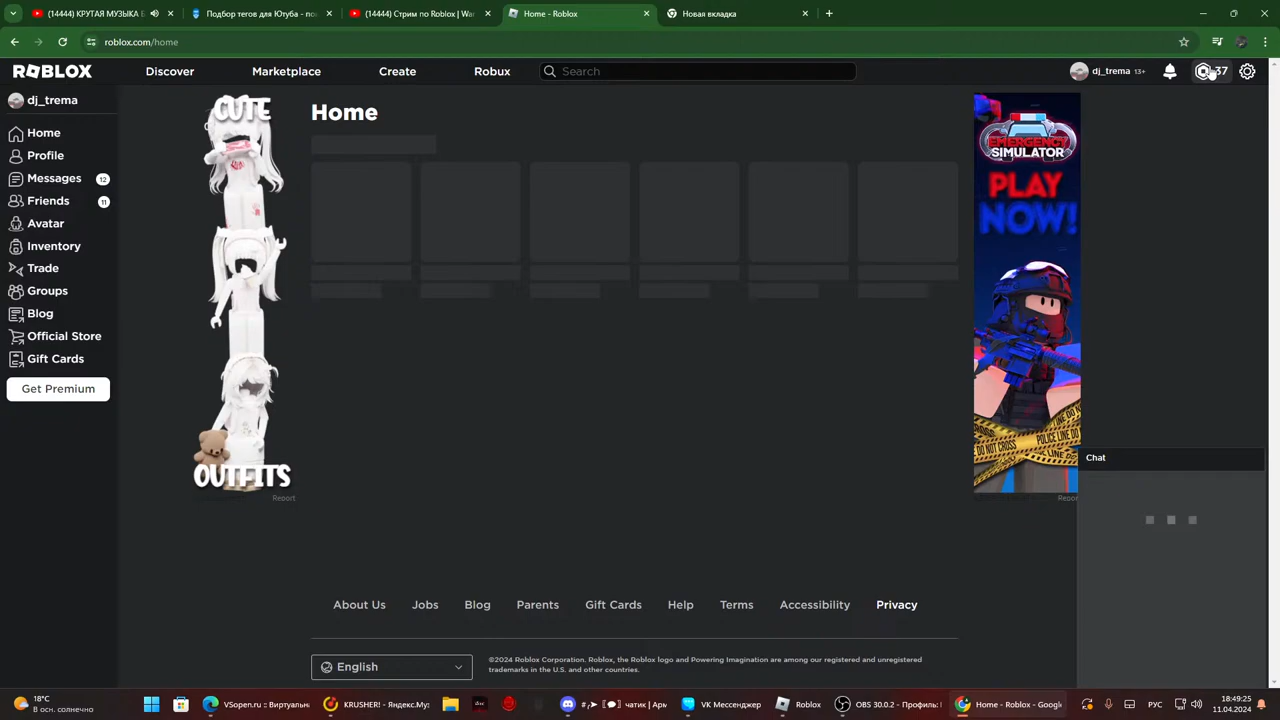 (14444) КРУТАЯ МУЗЫКА Б
Подбор тегов для Ютуба - по
(14444) Стрим по Roblox | Wa
Home - Roblox
Новая вкладка
roblox.com/home
ROBLOX
Discover
Marketplace
Create
Robux
Search
dj_trema 13+
37
dj_trema
Home
Profile
Messages 12
Friends 11
Avatar
Inventory
Trade
Groups
Blog
Official Store
Gift Cards
Get Premium
CUTE
OUTFITS
Report
Home
EMERGENCY
SIMULATOR
PLAY
NOW!
DO NOT CROSS
POLICE LINE DO
Repor
Chat
About Us
Jobs
Blog
Parents
Gift Cards
Help
Terms
Accessibility
Privacy
English
©2024 Roblox Corporation. Roblox, the Roblox logo and Powering Imagination are among our registered and unregistered
trademarks in the U.S. and other countries.
18°C
В осн. солнечно
VSopen.ru – Виртуальн
KRUSHER! — Яндекс.Муз
чатик | Арм
VK Мессенджер
Roblox
OBS 30.0.2 - Профиль: Б
Home - Roblox - Google
РУС
18:49:25
11.04.2024